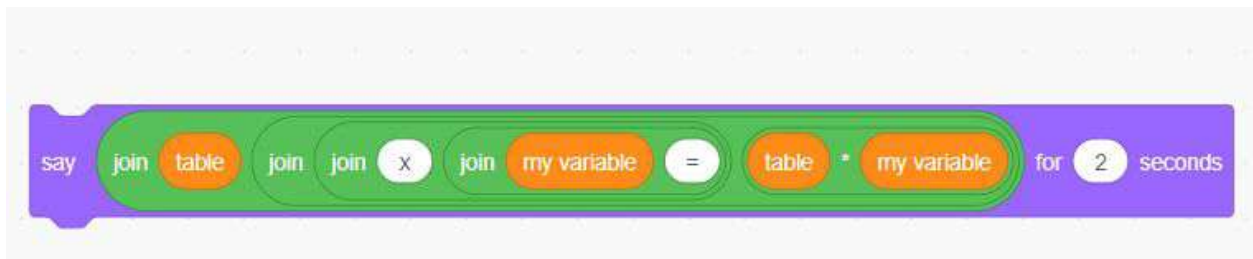 say join table join join x join my variable = table * my variable for 2 seconds